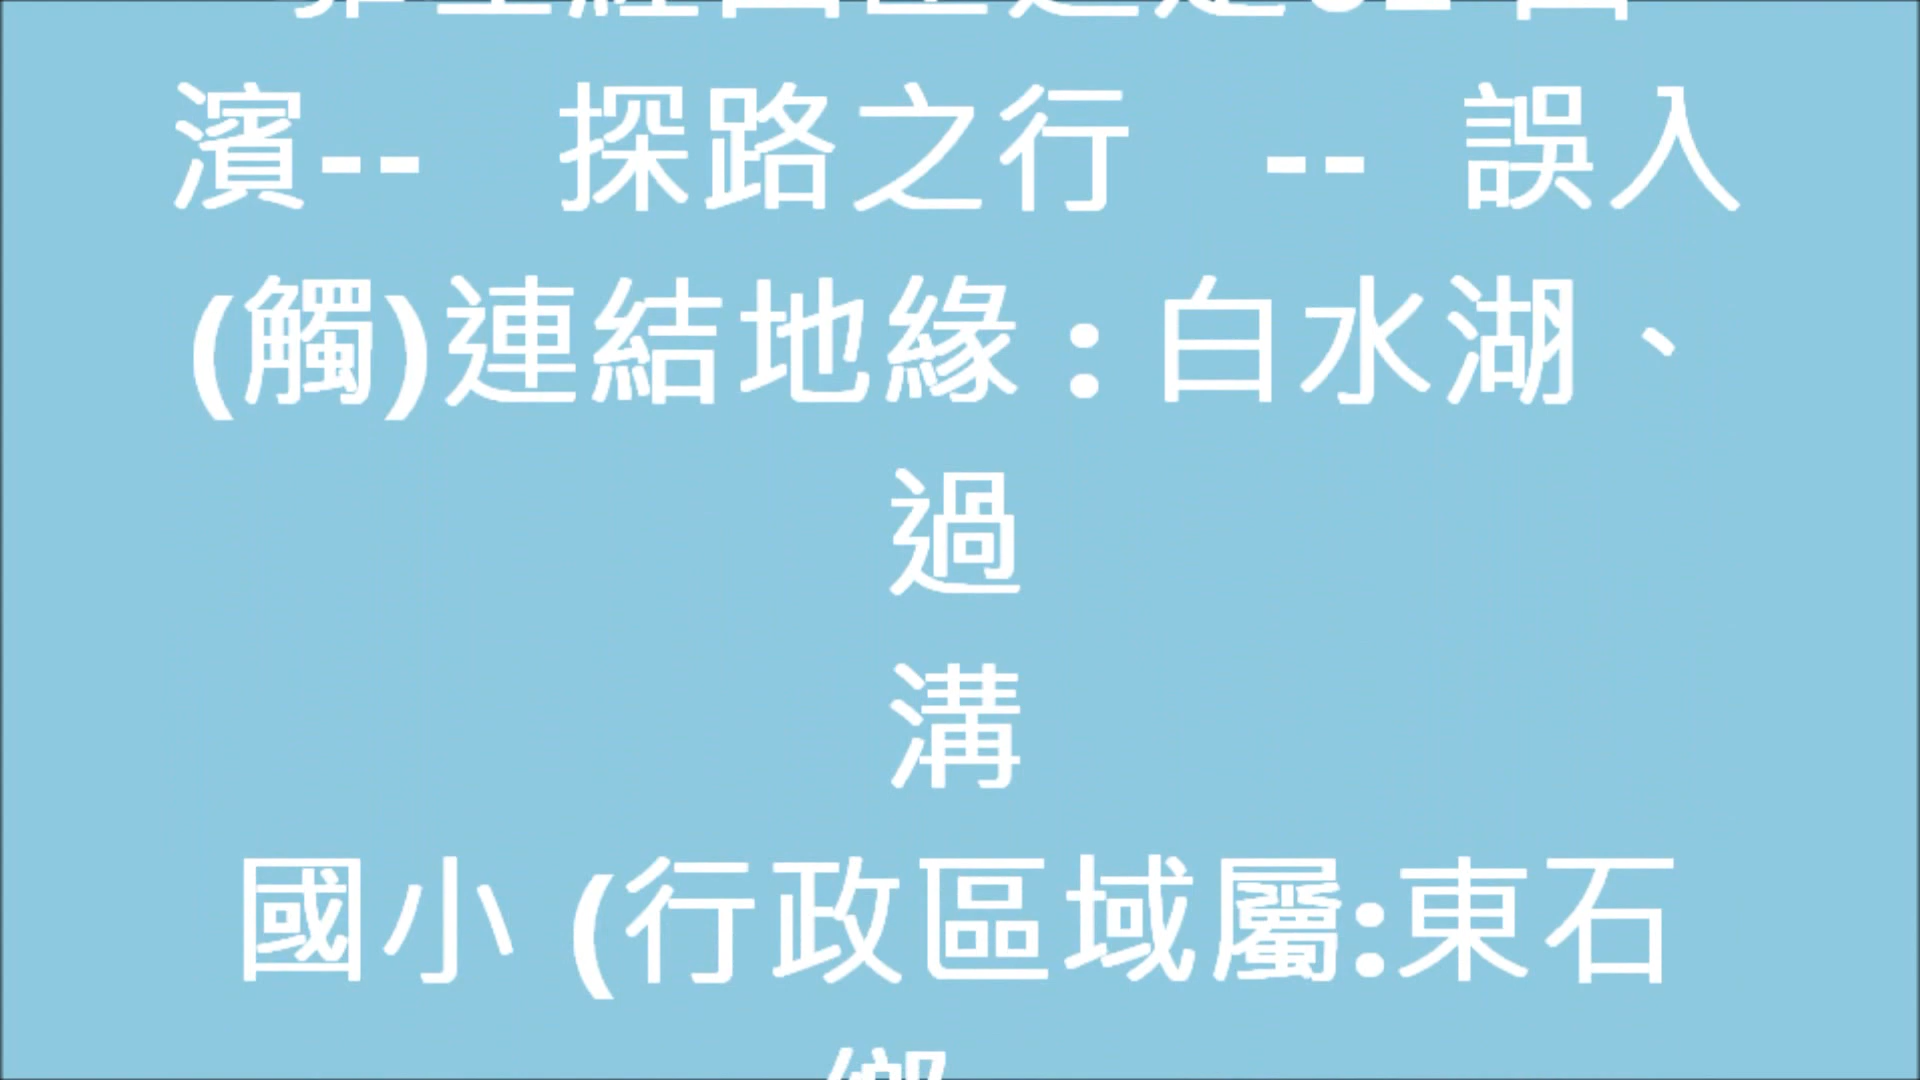 濱--　探路之行　--　誤入
(觸)連結地緣 : 白水湖、
過
溝
國小 (行政區域屬:東石
鄉